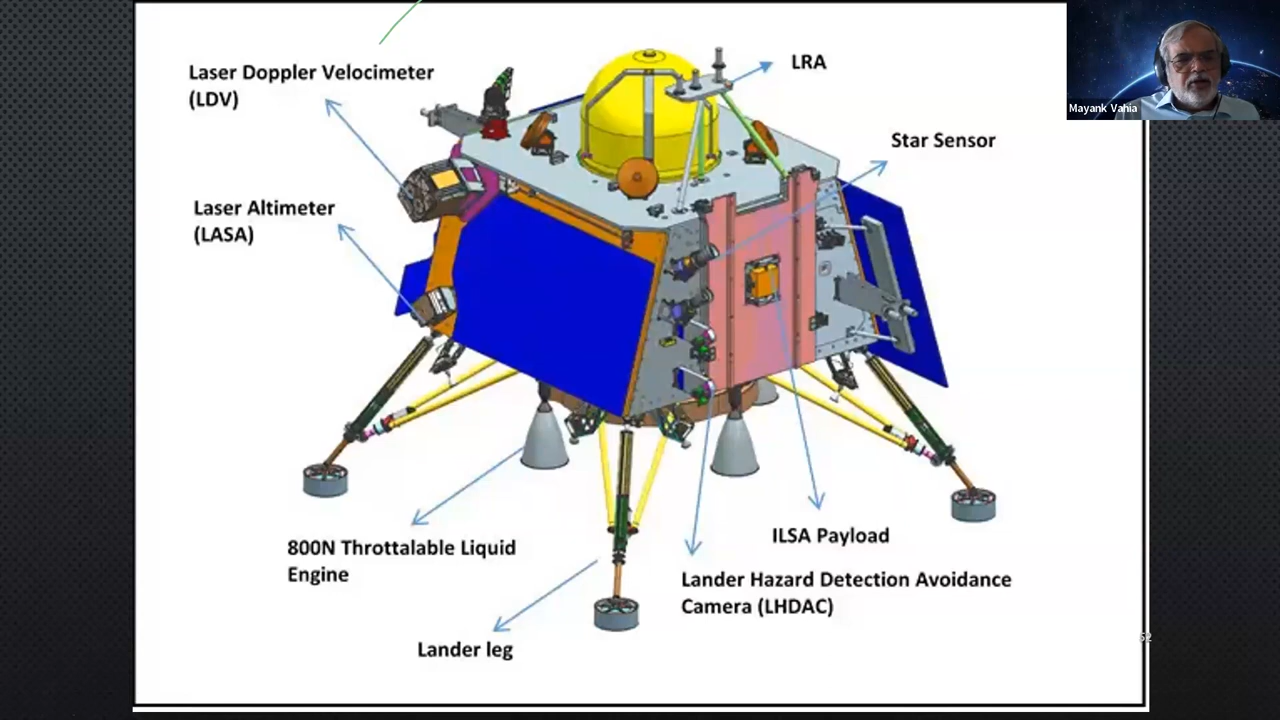 Laser Doppler Velocimeter
(LDV)
LRA
Mayank Vahia
Star Sensor
Laser Altimeter
(LASA)
800N Throttalable Liquid
Engine
ILSA Payload
Lander Hazard Detection Avoidance
Camera (LHDAC)
Lander leg
52